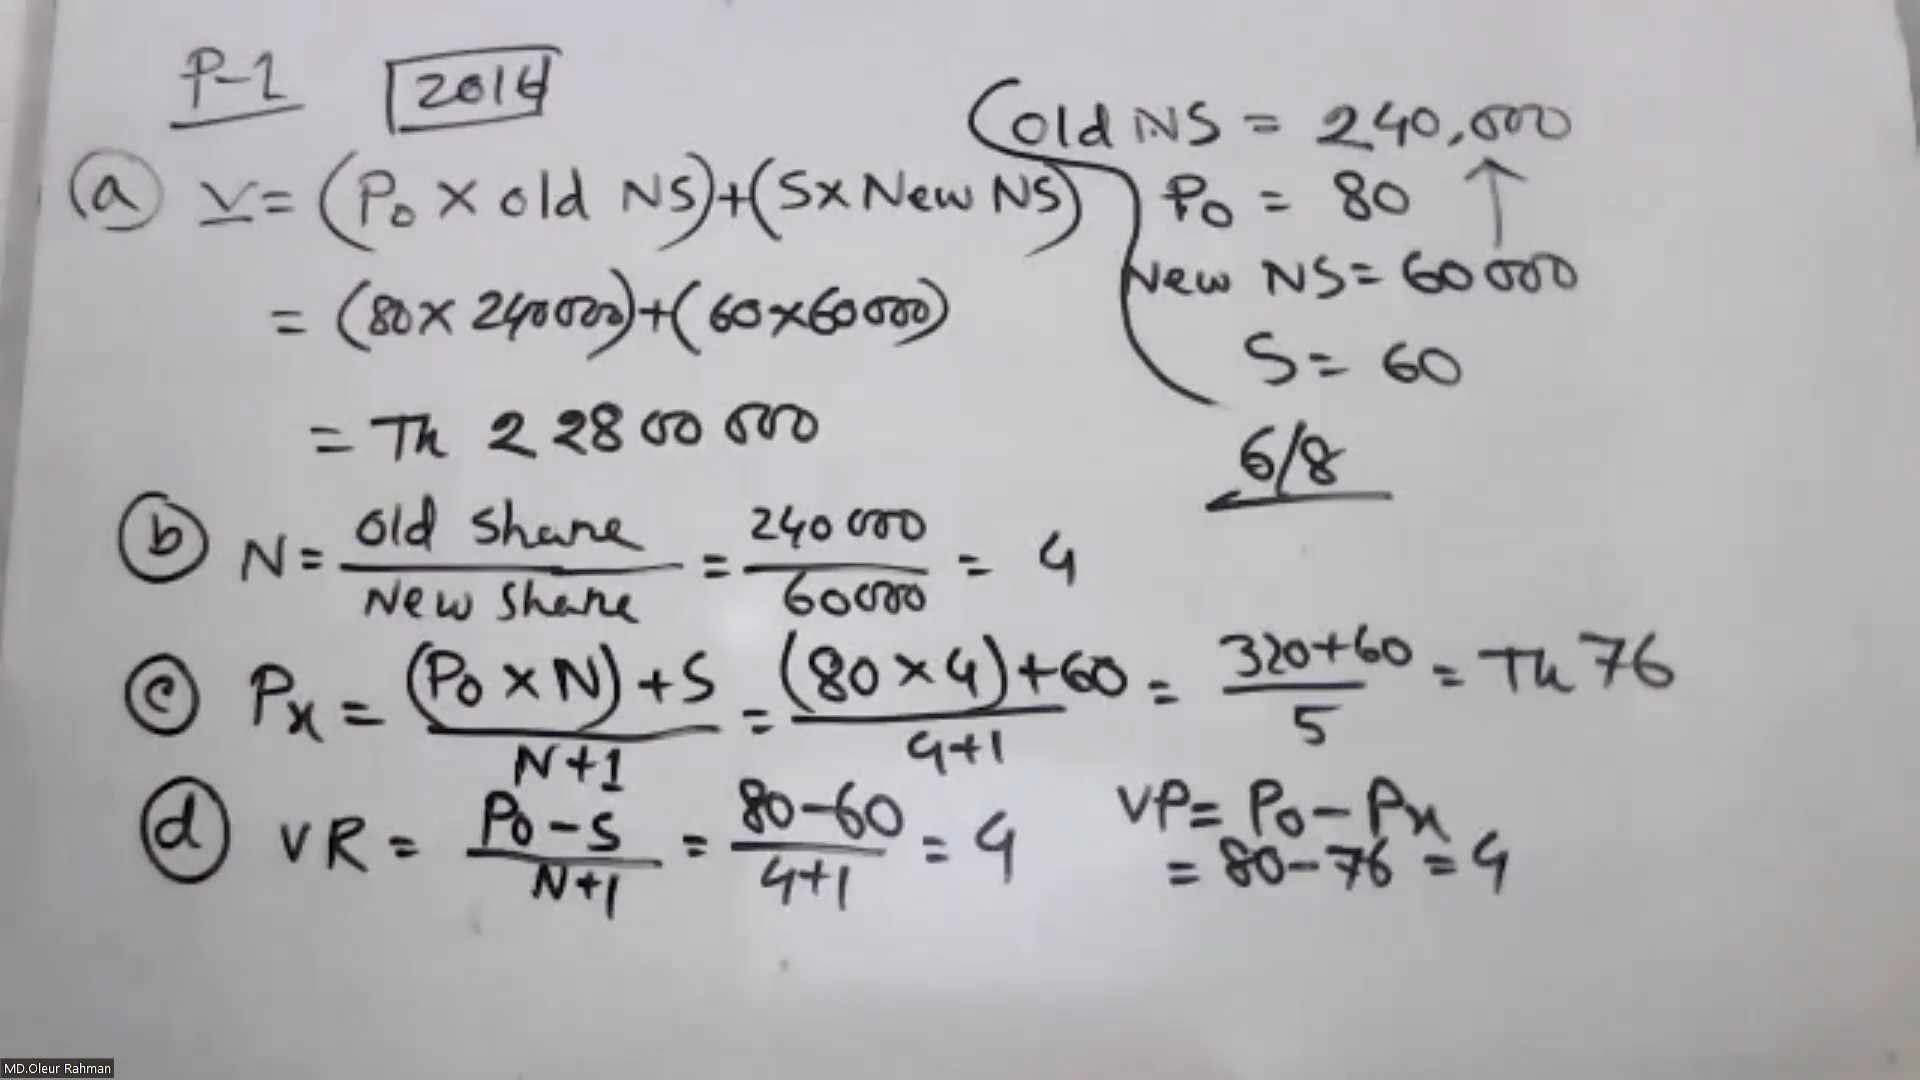 P-1 2014
Old NS = 240,000
P0 = 80
New NS = 60000
S = 60
6/8
(a) V = (P0 × old NS) + (S × New NS)
= (80 × 240000) + (60 × 60000)
= Tk 22800000
(b) N = old share / New share = 240000 / 60000 = 4
(c) Px = (P0 × N) + S / N+1 = (80 × 4) + 60 / 4+1 = 320+60 / 5 = Tk 76
(d) VR = P0 - S / N+1 = 80-60 / 4+1 = 4
VP = P0 - Px
= 80-76 = 4
MD.Oleur Rahman